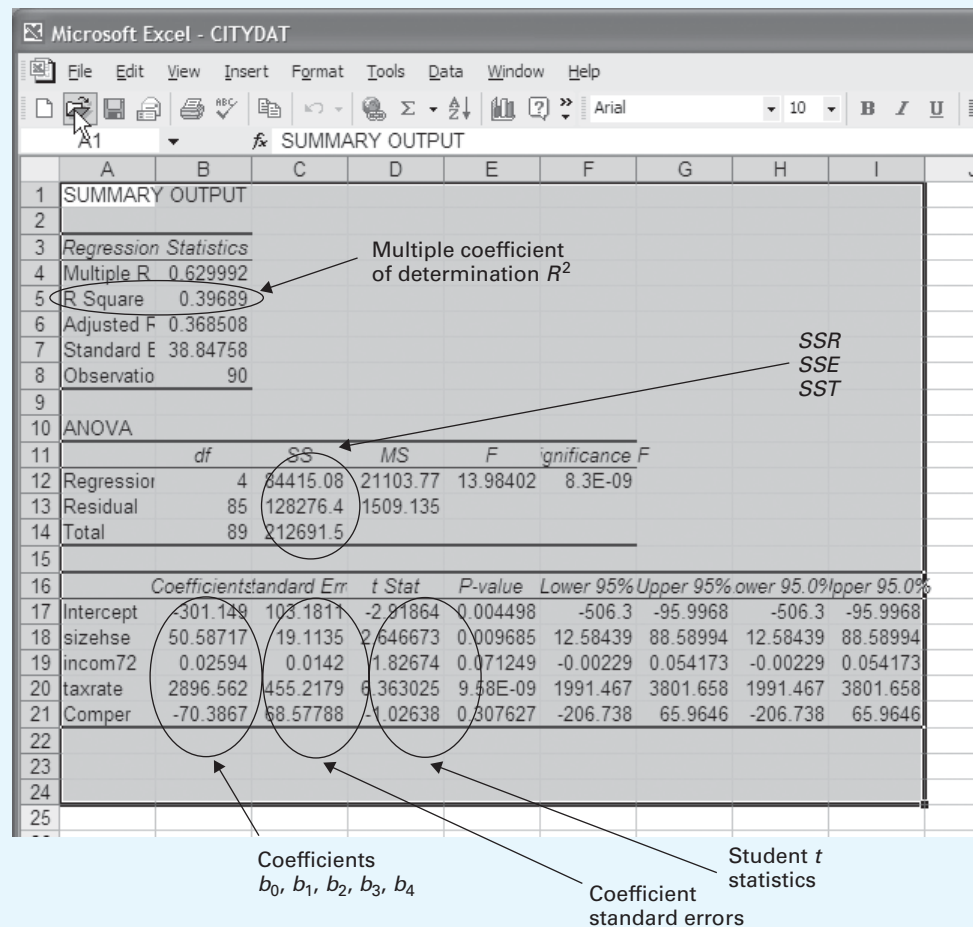 Microsoft Excel - CITYDAT
File Edit View Insert Format Tools Data Window Help
ABC Σ A Z ? » Arial 10 B I U
A1 fx SUMMARY OUTPUT
A B C D E F G H I J
1 SUMMARY OUTPUT
2
3 Regression Statistics
4 Multiple R 0.629992
5 R Square 0.39689
6 Adjusted R 0.368508
7 Standard E 38.84758
8 Observatio 90
9
10 ANOVA
11 df SS MS F ignificance F
12 Regression 4 84415.08 21103.77 13.98402 8.3E-09
13 Residual 85 128276.4 1509.135
14 Total 89 212691.5
15
16 Coefficients tandard Err t Stat P-value Lower 95% Upper 95% ower 95.0% pper 95.0%
17 Intercept -301.149 103.1811 -2.91864 0.004498 -506.3 -95.9968 -506.3 -95.9968
18 sizehse 50.58717 19.1135 2.646673 0.009685 12.58439 88.58994 12.58439 88.58994
19 incom72 0.02594 0.0142 1.82674 0.071249 -0.00229 0.054173 -0.00229 0.054173
20 taxrate 2896.562 455.2179 6.363025 9.58E-09 1991.467 3801.658 1991.467 3801.658
21 Comper -70.3867 68.57788 -1.02638 0.307627 -206.738 65.9646 -206.738 65.9646
22
23
24
25
Multiple coefficient
of determination R²
SSR
SSE
SST
Coefficients
b₀, b₁, b₂, b₃, b₄
Coefficient
standard errors
Student t
statistics